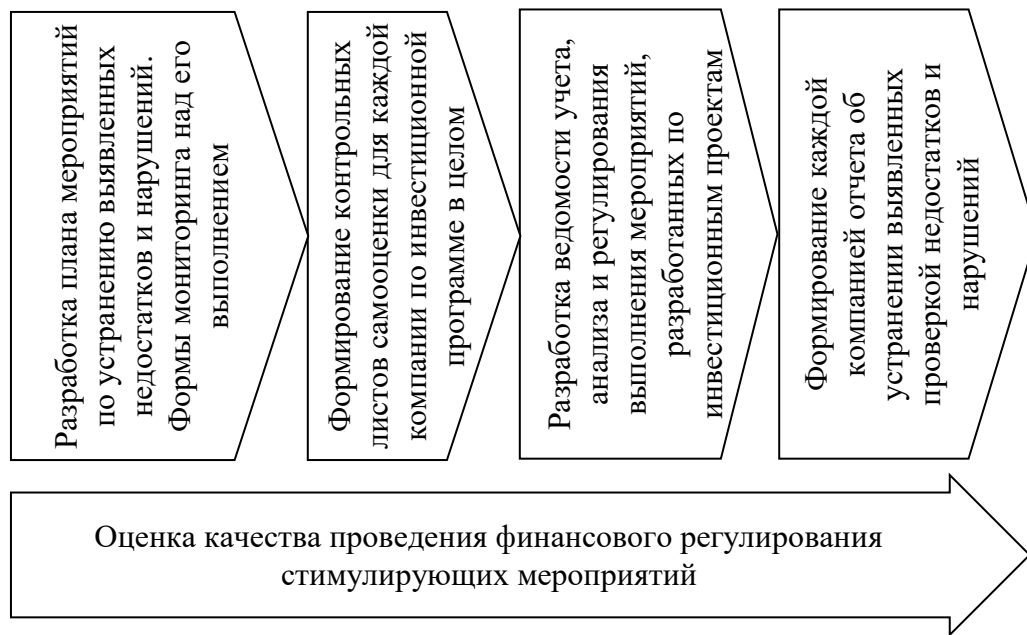 Разработка плана мероприятий
по устранению выявленных
недостатков и нарушений.
Формы мониторинга над его
выполнением
Формирование контрольных
листов самооценки для каждой
компании по инвестиционной
программе в целом
Разработка ведомости учета,
анализа и регулирования
выполнения мероприятий,
разработанных по
инвестиционным проектам
Формирование каждой
компанией отчета об
устранении выявленных
проверкой недостатков и
нарушений
Оценка качества проведения финансового регулирования
стимулирующих мероприятий